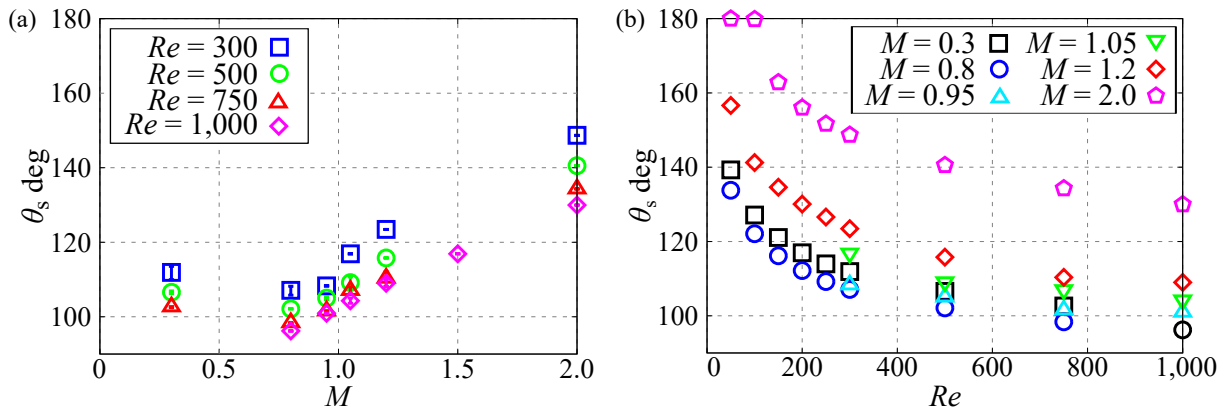 (a)
180
160
140
120
100
θs deg
0
0.5
1.0
1.5
2.0
M
Re = 300
Re = 500
Re = 750
Re = 1,000
(b)
180
160
140
120
100
θs deg
0
200
400
600
800
1,000
Re
M = 0.3
M = 0.8
M = 0.95
M = 1.05
M = 1.2
M = 2.0